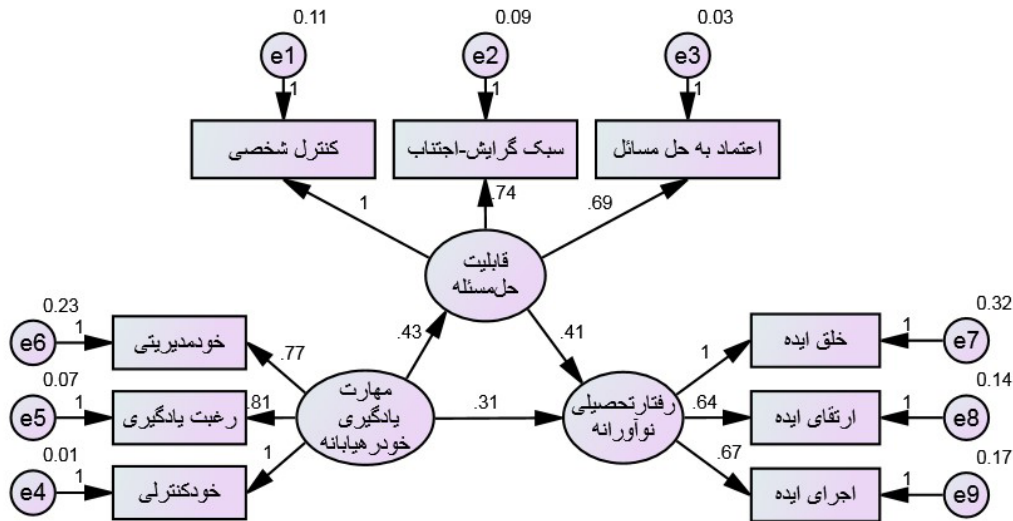 0.11
0.09
0.03
e1
e2
e3
1
1
1
کنترل شخصی
سبک گرایش-اجتناب
اعتماد به حل مسائل
1
.74
.69
قابلیت
حل‌مسئله
0.23
e6
1
خودمدیریتی
.77
.43
.41
0.32
خلق ایده
1
e7
1
0.07
e5
1
رغبت یادگیری
.81
مهارت
یادگیری
خودرهیابانه
.31
رفتارتحصیلی
نوآورانه
.64
ارتقای ایده
1
0.14
e8
0.01
e4
1
خودکنترلی
1
.67
اجرای ایده
1
0.17
e9